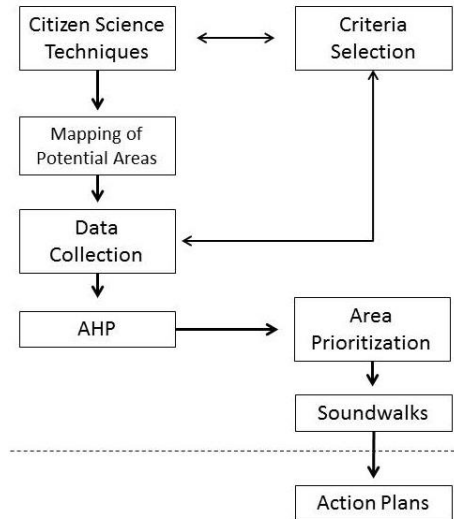 Citizen Science
Techniques
Criteria
Selection
Mapping of
Potential Areas
Data
Collection
AHP
Area
Prioritization
Soundwalks
Action Plans